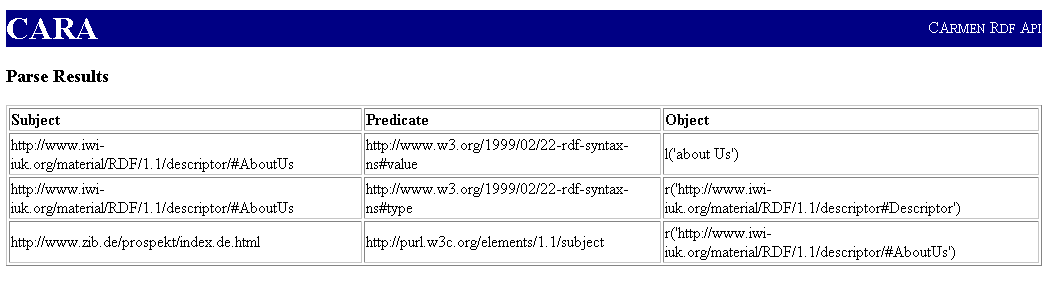 CARA CARMEN RDF API
Parse Results
Subject Predicate Object
http://www.iwi- http://www.w3.org/1999/02/22-rdf-syntax- l('about Us')
iuk.org/material/RDF/1.1/descriptor/#AboutUs ns#value
http://www.iwi- http://www.w3.org/1999/02/22-rdf-syntax- r('http://www.iwi-
iuk.org/material/RDF/1.1/descriptor/#AboutUs ns#type iuk.org/material/RDF/1.1/descriptor#Descriptor')
http://www.zib.de/prospekt/index.de.html http://purl.w3c.org/elements/1.1/subject r('http://www.iwi-
iuk.org/material/RDF/1.1/descriptor/#AboutUs')